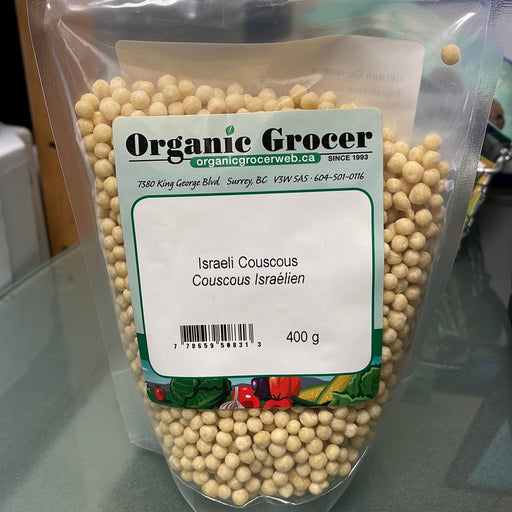 Organic Grocer
organicgrocerweb.ca SINCE 1993
7380 King George Blvd. Surrey, BC V3W 5A5 · 604-501-0116
Israeli Couscous
Couscous Israélien
7 78659 50831 3
400 g